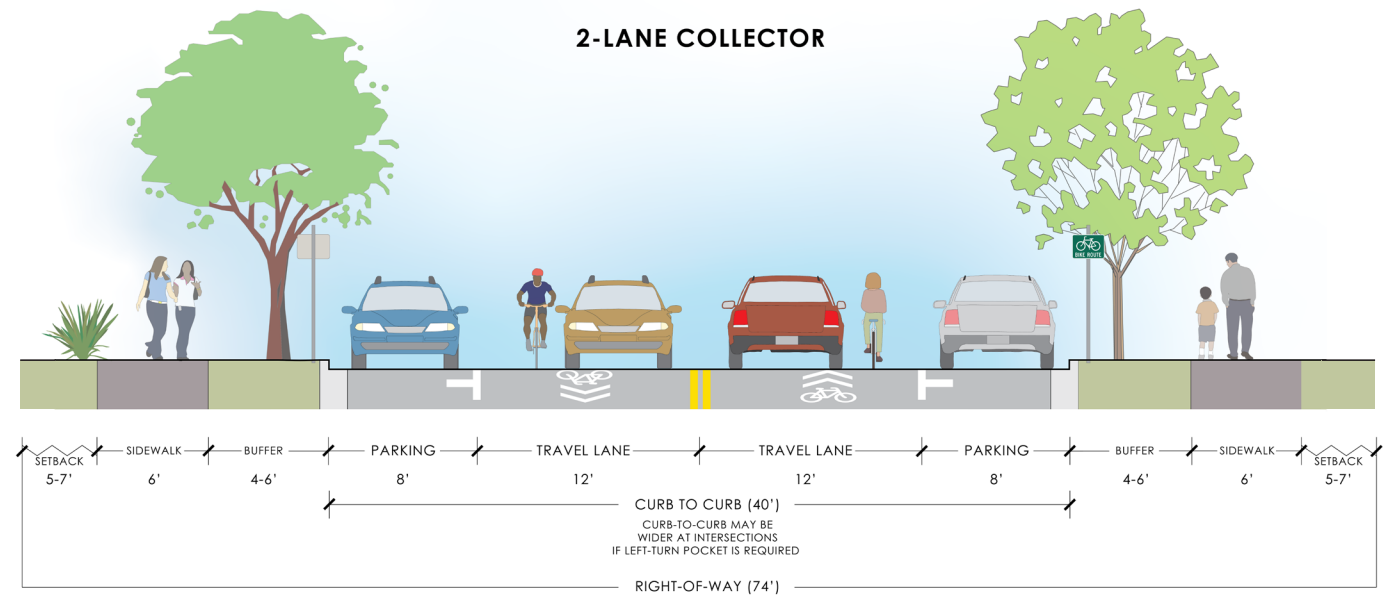 2-LANE COLLECTOR
BIKE ROUTE
SETBACK
SIDEWALK
BUFFER
PARKING
TRAVEL LANE
TRAVEL LANE
PARKING
BUFFER
SIDEWALK
SETBACK
5-7'
6'
4-6'
8'
12'
12'
8'
4-6'
6'
5-7'
CURB TO CURB (40')
CURB-TO-CURB MAY BE
WIDER AT INTERSECTIONS
IF LEFT-TURN POCKET IS REQUIRED
RIGHT-OF-WAY (74')